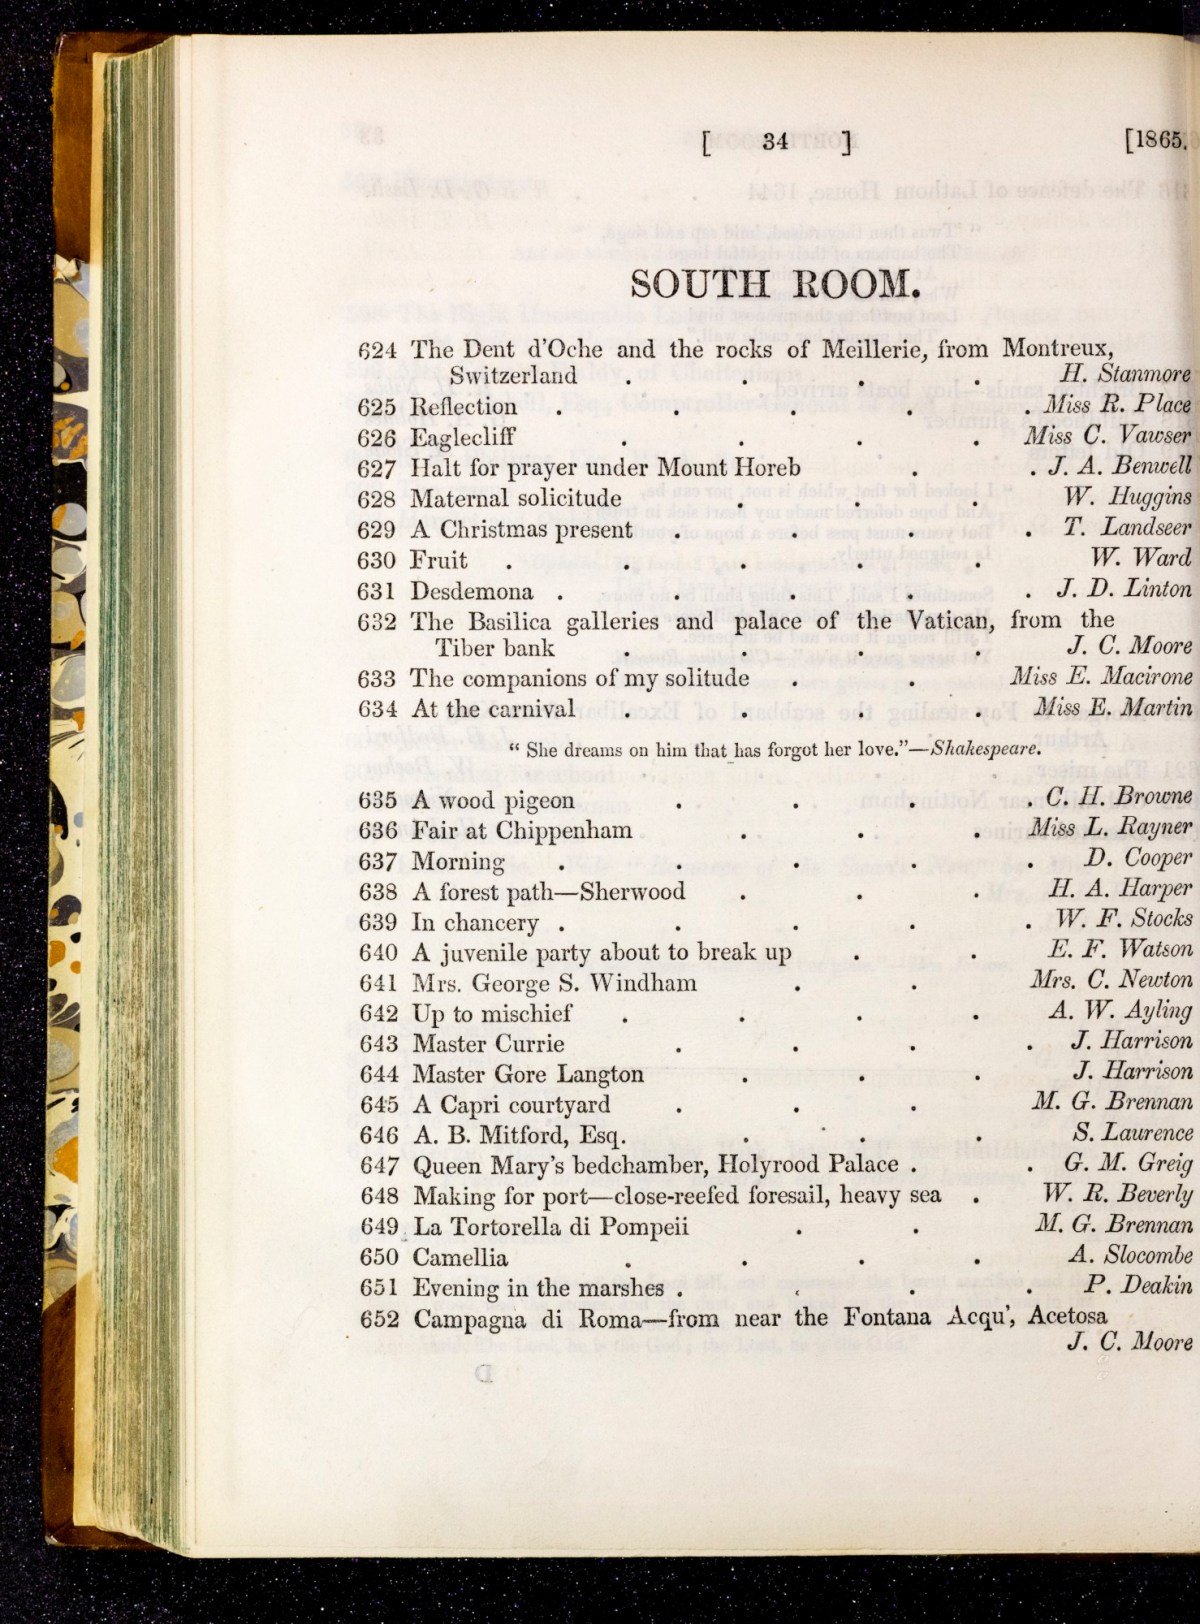 [ 34 ] [1865.
SOUTH ROOM.
624 The Dent d'Oche and the rocks of Meillerie, from Montreux,
Switzerland . . . . H. Stanmore
625 Reflection . . . . . Miss R. Place
626 Eaglecliff . . . . Miss C. Vawser
627 Halt for prayer under Mount Horeb . . J. A. Benwell
628 Maternal solicitude . . . W. Huggins
629 A Christmas present . . . . T. Landseer
630 Fruit . . . . . W. Ward
631 Desdemona . . . . . J. D. Linton
632 The Basilica galleries and palace of the Vatican, from the
Tiber bank . . . . J. C. Moore
633 The companions of my solitude . . Miss E. Macirone
634 At the carnival . . . . Miss E. Martin
“ She dreams on him that has forgot her love.”—Shakespeare.
635 A wood pigeon . . . . C. H. Browne
636 Fair at Chippenham . . . Miss L. Rayner
637 Morning . . . . . D. Cooper
638 A forest path—Sherwood . . . H. A. Harper
639 In chancery . . . . . W. F. Stocks
640 A juvenile party about to break up . . E. F. Watson
641 Mrs. George S. Windham . . Mrs. C. Newton
642 Up to mischief . . . . A. W. Ayling
643 Master Currie . . . . J. Harrison
644 Master Gore Langton . . . J. Harrison
645 A Capri courtyard . . . M. G. Brennan
646 A. B. Mitford, Esq. . . . S. Laurence
647 Queen Mary's bedchamber, Holyrood Palace . . G. M. Greig
648 Making for port—close-reefed foresail, heavy sea . W. R. Beverly
649 La Tortorella di Pompeii . . M. G. Brennan
650 Camellia . . . . A. Slocombe
651 Evening in the marshes . . . . P. Deakin
652 Campagna di Roma—from near the Fontana Acqu', Acetosa
J. C. Moore